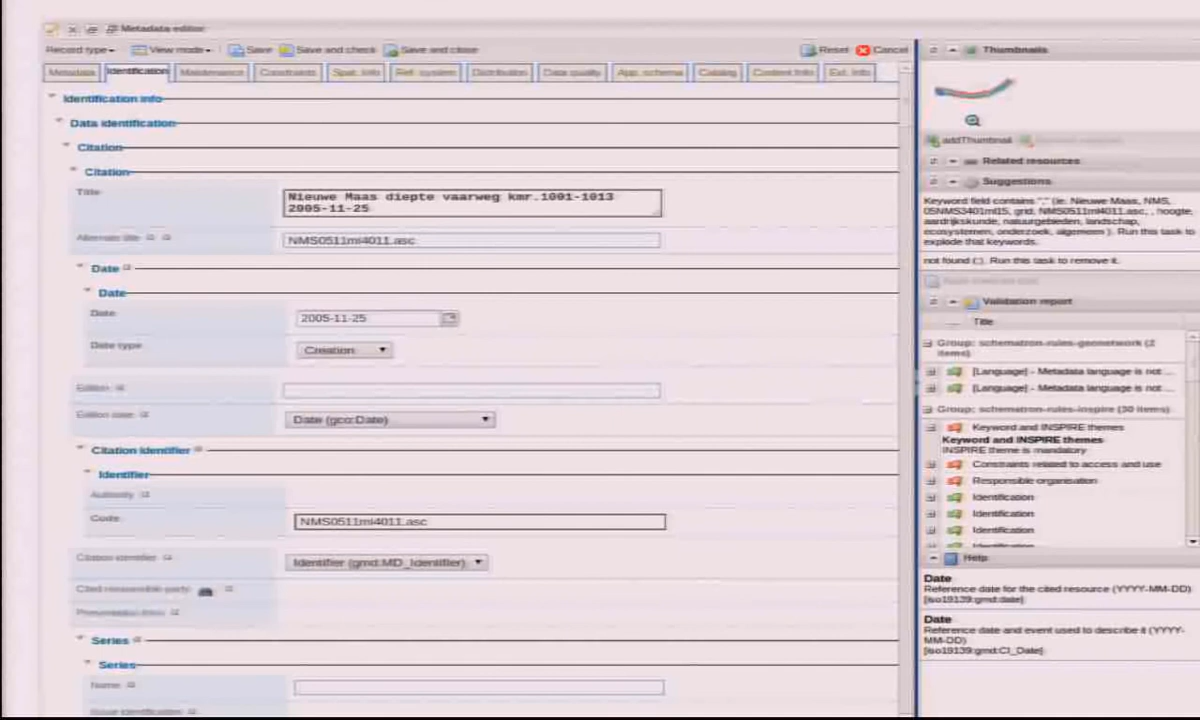 Metadata editor
Record type View mode Save Save and check Save and close Reset Cancel
Metadata Identification Maintenance Constraints Spat. info Ref. system Distribution Data quality App. schema Catalog Content info Ext. info
Identification info
Data identification
Citation
Citation
Title
Nieuwe Maas diepte vaarweg kmr.1001-1013
2005-11-25
Alternate title NMS0511ml4011.asc
Date
Date
Date 2005-11-25
Date type Creation
Edition
Edition date Date (gco:Date)
Citation identifier
Identifier
Authority
Code NMS0511ml4011.asc
Citation identifier Identifier (gmd:MD_Identifier)
Cited responsible party
Presentation form
Series
Series
Name
Issue identification
Thumbnails
addThumbnail
Related resources
Suggestions
Keyword field contains "," (ie. Nieuwe Maas, NMS,
05NMS3401ml15, grid, NMS0511ml4011.asc, , hoogte,
aardrijkskunde, natuurgebieden, landschap,
ecosystemen, onderzoek, algemeen ). Run this task to
explode that keywords.
not found (:). Run this task to remove it.
Validation report
Title
Group: schematron-rules-geonetwork (2
items)
[Language] - Metadata language is not ...
[Language] - Metadata language is not ...
Group: schematron-rules-inspire (30 items)
Keyword and INSPIRE themes
Keyword and INSPIRE themes
INSPIRE theme is mandatory
Constraints related to access and use
Responsible organisation
Identification
Identification
Identification
Identification
Help
Date
Reference date for the cited resource (YYYY-MM-DD)
[iso19139:gmd:date]
Date
Reference date and event used to describe it (YYYY-
MM-DD)
[iso19139:gmd:CI_Date]